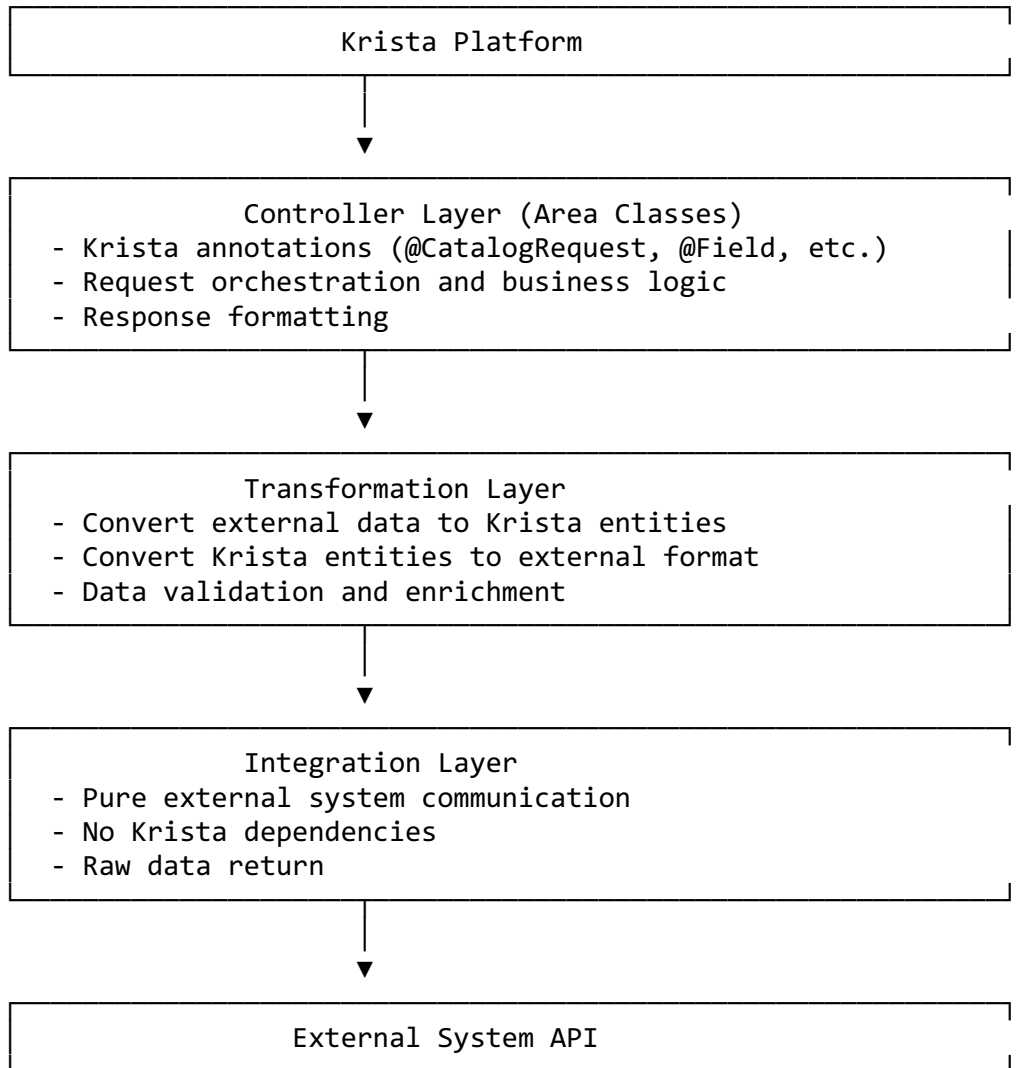 Krista Platform
Controller Layer (Area Classes)
- Krista annotations (@CatalogRequest, @Field, etc.)
- Request orchestration and business logic
- Response formatting
Transformation Layer
- Convert external data to Krista entities
- Convert Krista entities to external format
- Data validation and enrichment
Integration Layer
- Pure external system communication
- No Krista dependencies
- Raw data return
External System API